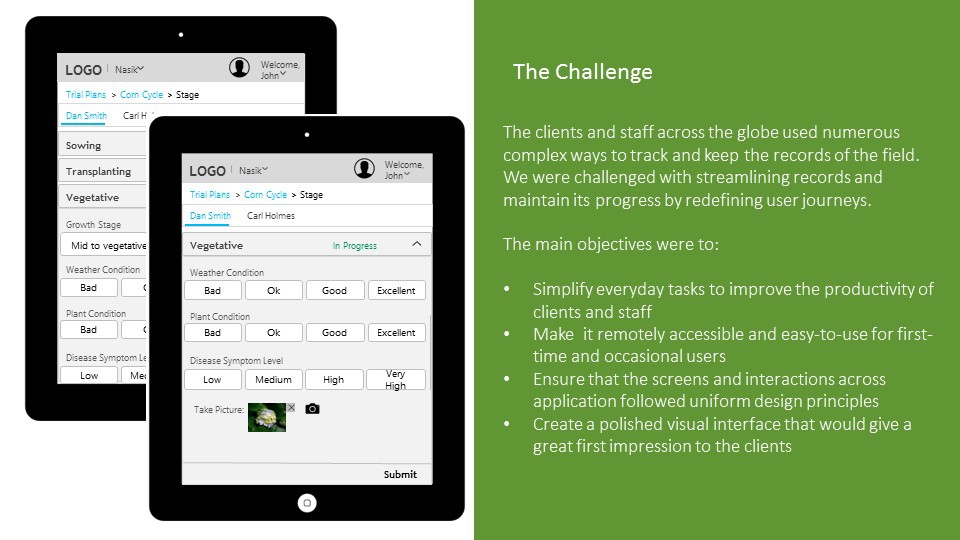 LOGO Nasik Welcome, John
Trial Plans > Corn Cycle > Stage
Dan Smith Carl H
Sowing
Transplanting
Vegetative
Growth Stage
Mid to vegetative
Weather Condition
Bad
Plant Condition
Bad
Disease Symptom Le
Low Med
LOGO Nasik Welcome, John
Trial Plans > Corn Cycle > Stage
Dan Smith Carl Holmes
Vegetative In Progress
Weather Condition
Bad Ok Good Excellent
Plant Condition
Bad Ok Good Excellent
Disease Symptom Level
Low Medium High Very High
Take Picture:
Submit
The Challenge
The clients and staff across the globe used numerous
complex ways to track and keep the records of the field.
We were challenged with streamlining records and
maintain its progress by redefining user journeys.
The main objectives were to:
• Simplify everyday tasks to improve the productivity of
clients and staff
• Make it remotely accessible and easy-to-use for first-
time and occasional users
• Ensure that the screens and interactions across
application followed uniform design principles
• Create a polished visual interface that would give a
great first impression to the clients